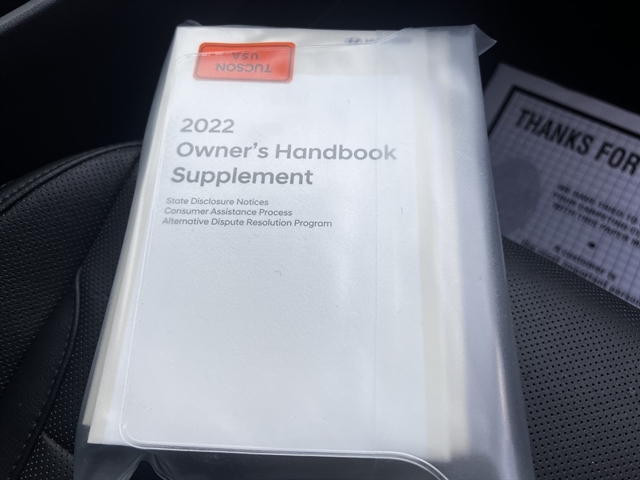 TUCSON
USA
2022
Owner's Handbook
Supplement
State Disclosure Notices
Consumer Assistance Process
Alternative Dispute Resolution Program
THANKS FOR